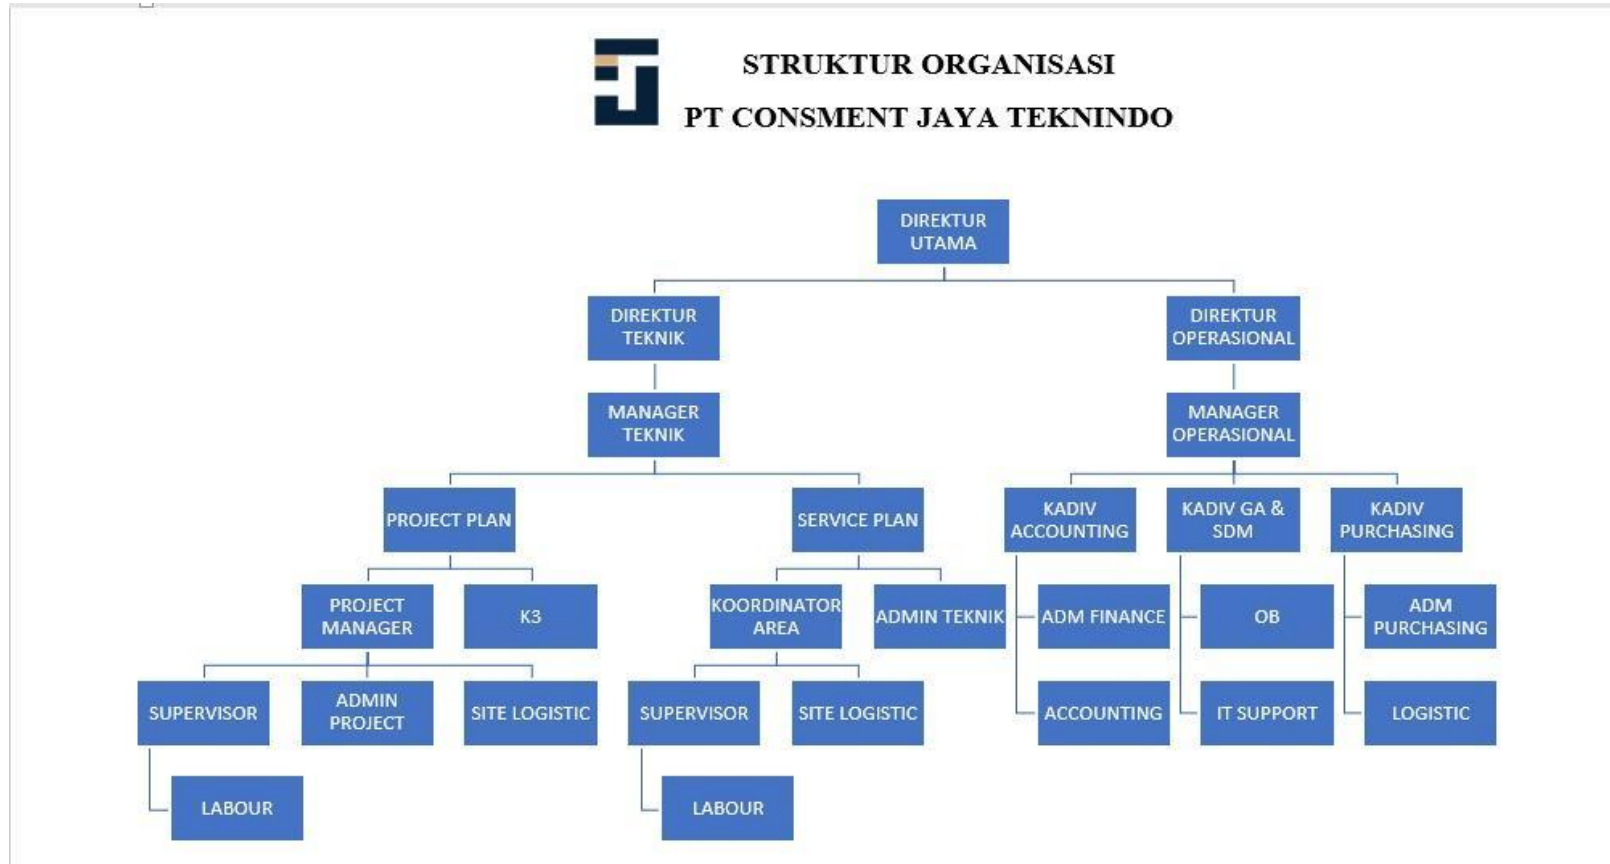 STRUKTUR ORGANISASI
PT CONSMENT JAYA TEKNINDO
DIREKTUR
UTAMA
DIREKTUR
TEKNIK
DIREKTUR
OPERASIONAL
MANAGER
TEKNIK
MANAGER
OPERASIONAL
PROJECT PLAN
SERVICE PLAN
KADIV
ACCOUNTING
KADIV GA &
SDM
KADIV
PURCHASING
PROJECT
MANAGER
K3
KOORDINATOR
AREA
ADMIN TEKNIK
ADM FINANCE
OB
ADM
PURCHASING
SUPERVISOR
ADMIN
PROJECT
SITE LOGISTIC
SUPERVISOR
SITE LOGISTIC
ACCOUNTING
IT SUPPORT
LOGISTIC
LABOUR
LABOUR